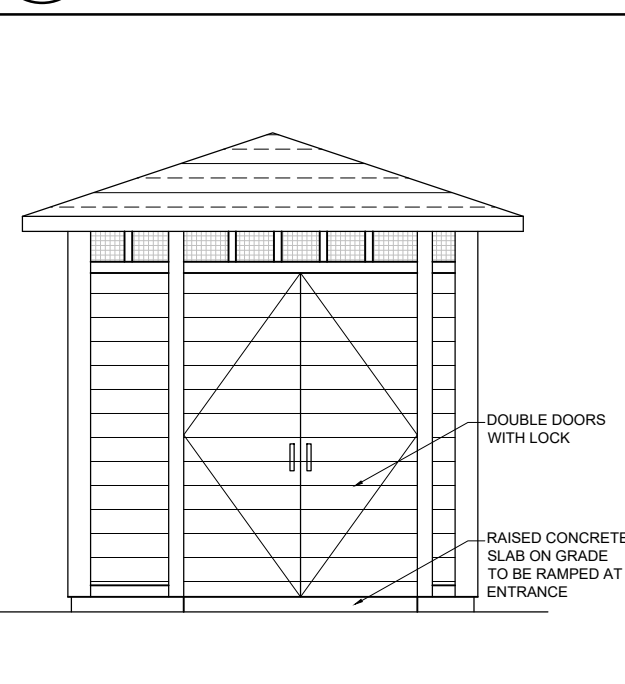 DOUBLE DOORS
WITH LOCK
RAISED CONCRETE
SLAB ON GRADE
TO BE RAMPED AT
ENTRANCE